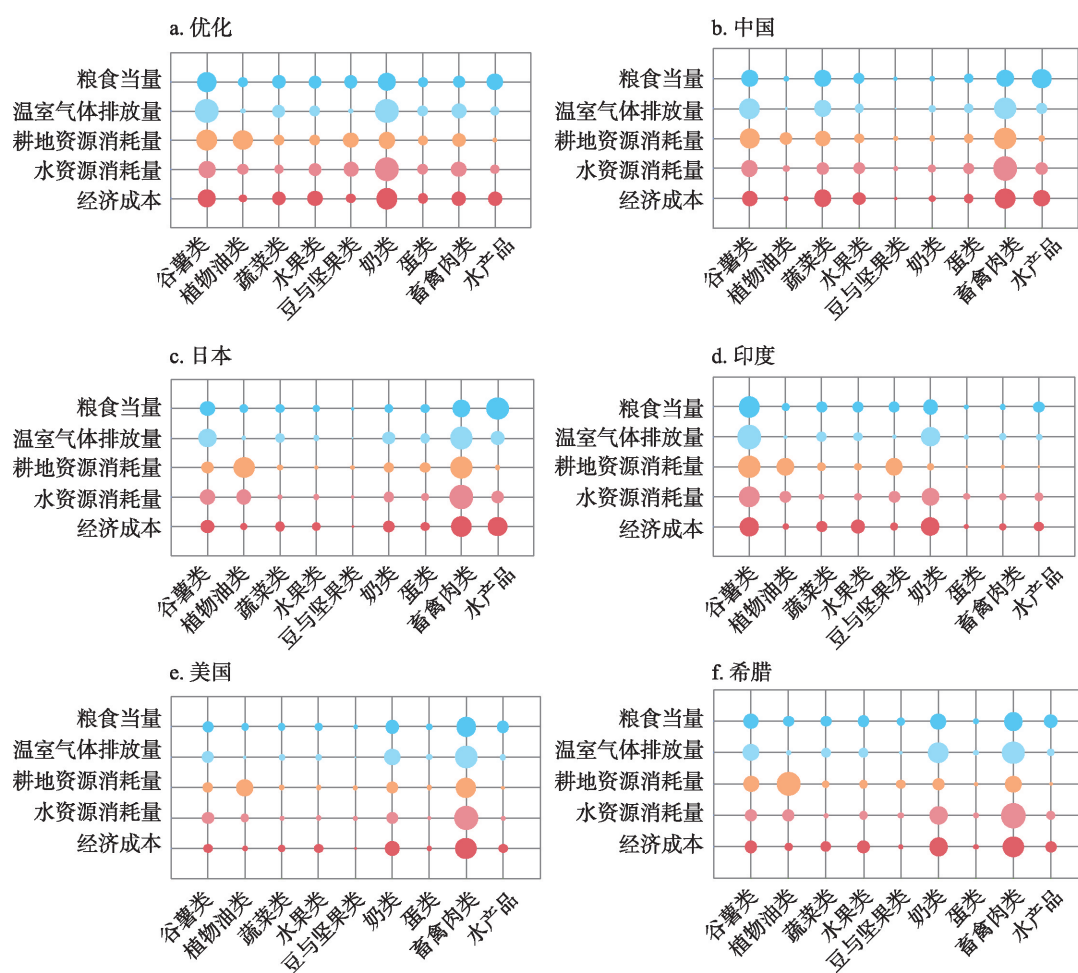 a. 优化
粮食当量
温室气体排放量
耕地资源消耗量
水资源消耗量
经济成本
谷薯类
植物油类
蔬菜类
水果类
豆与坚果类
奶类
蛋类
畜禽肉类
水产品
b. 中国
粮食当量
温室气体排放量
耕地资源消耗量
水资源消耗量
经济成本
谷薯类
植物油类
蔬菜类
水果类
豆与坚果类
奶类
蛋类
畜禽肉类
水产品
c. 日本
粮食当量
温室气体排放量
耕地资源消耗量
水资源消耗量
经济成本
谷薯类
植物油类
蔬菜类
水果类
豆与坚果类
奶类
蛋类
畜禽肉类
水产品
d. 印度
粮食当量
温室气体排放量
耕地资源消耗量
水资源消耗量
经济成本
谷薯类
植物油类
蔬菜类
水果类
豆与坚果类
奶类
蛋类
畜禽肉类
水产品
e. 美国
粮食当量
温室气体排放量
耕地资源消耗量
水资源消耗量
经济成本
谷薯类
植物油类
蔬菜类
水果类
豆与坚果类
奶类
蛋类
畜禽肉类
水产品
f. 希腊
粮食当量
温室气体排放量
耕地资源消耗量
水资源消耗量
经济成本
谷薯类
植物油类
蔬菜类
水果类
豆与坚果类
奶类
蛋类
畜禽肉类
水产品